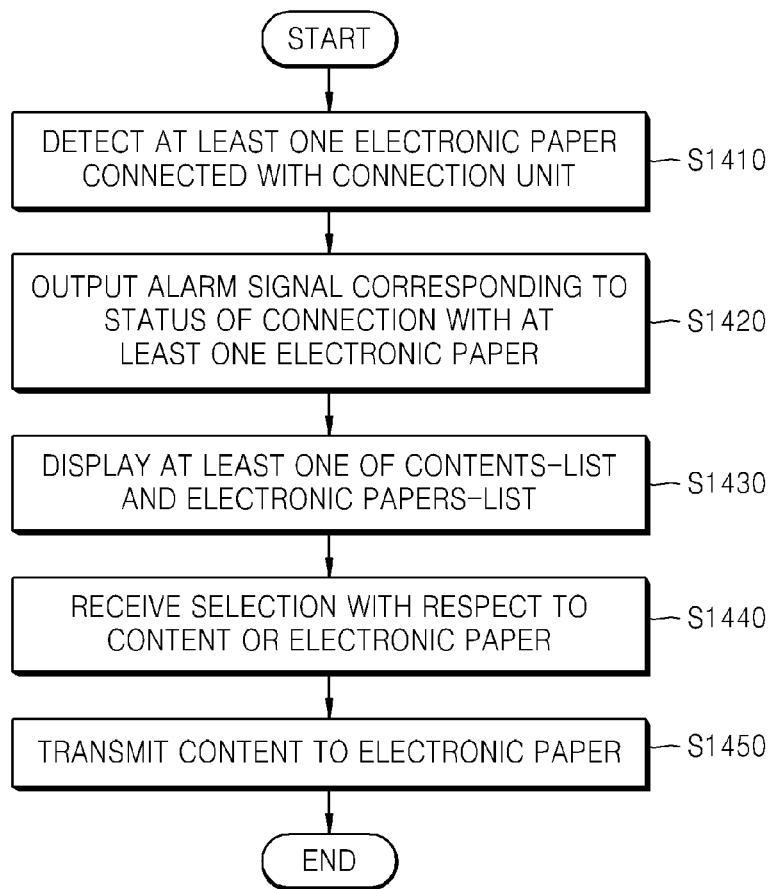 START
DETECT AT LEAST ONE ELECTRONIC PAPER
CONNECTED WITH CONNECTION UNIT
S1410
OUTPUT ALARM SIGNAL CORRESPONDING TO
STATUS OF CONNECTION WITH AT
LEAST ONE ELECTRONIC PAPER
S1420
DISPLAY AT LEAST ONE OF CONTENTS-LIST
AND ELECTRONIC PAPERS-LIST
S1430
RECEIVE SELECTION WITH RESPECT TO
CONTENT OR ELECTRONIC PAPER
S1440
TRANSMIT CONTENT TO ELECTRONIC PAPER
S1450
END